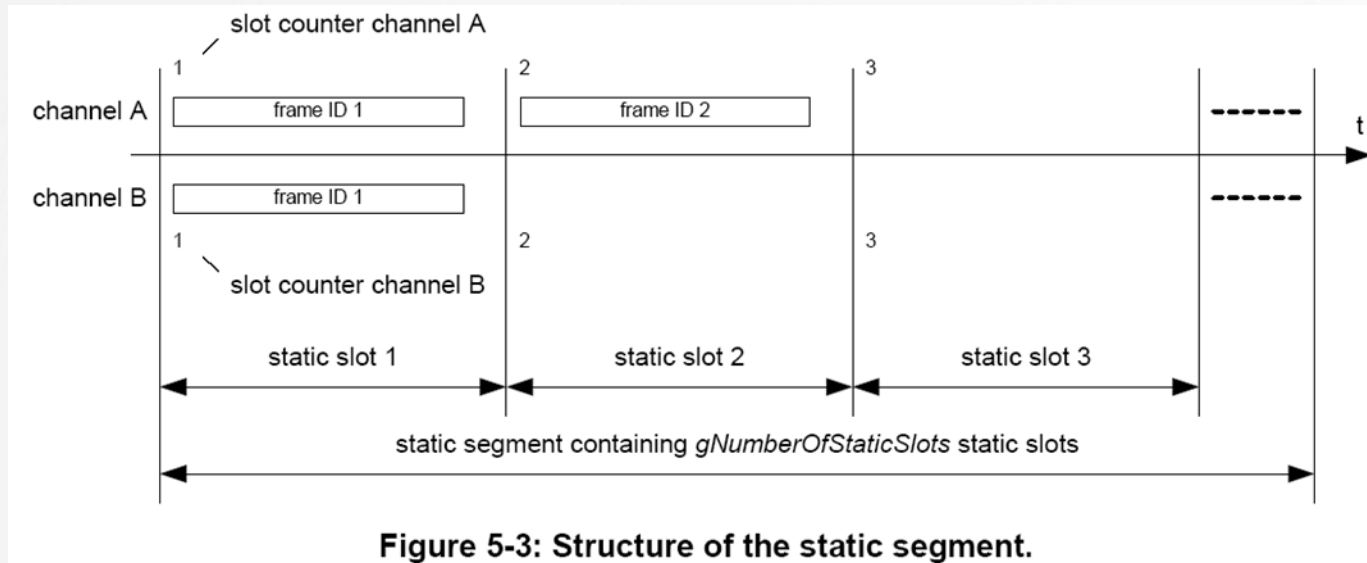 slot counter channel A
1 2 3
channel A frame ID 1 frame ID 2
t
channel B frame ID 1
1 2 3
slot counter channel B
static slot 1 static slot 2 static slot 3
static segment containing gNumberOfStaticSlots static slots
Figure 5-3: Structure of the static segment.